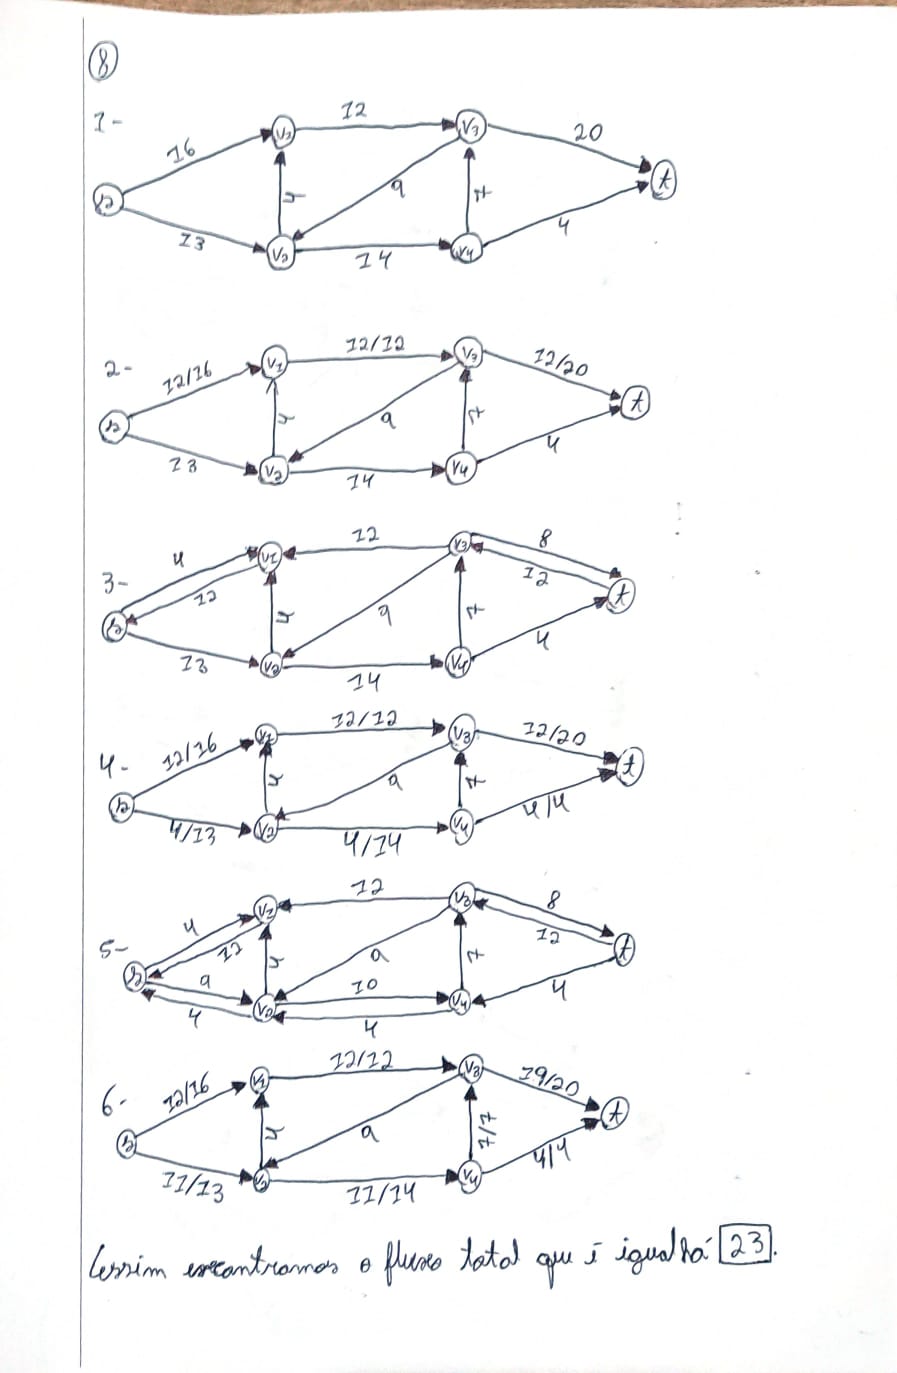 8
1-
12
v1
v3
16
20
s
4
9
7
t
13
v2
14
v4
4
2-
12/16
v1
12/12
v3
12/20
s
4
9
7
t
13
v2
14
v4
4
3-
4
v1
12
v3
8
12
12
s
4
9
7
t
13
v2
14
v4
4
4-
12/16
v1
12/12
v3
12/20
s
4
9
7
t
4/13
v2
4/14
v4
4/4
5-
4
v1
12
v3
8
12
12
s
9
4
9
7
t
4
v2
10
4
v4
4
6-
12/16
v1
12/12
v3
19/20
s
4
9
7/7
t
11/13
v2
11/14
v4
4/4
Assim encontramos o fluxo total que é igual há 23.